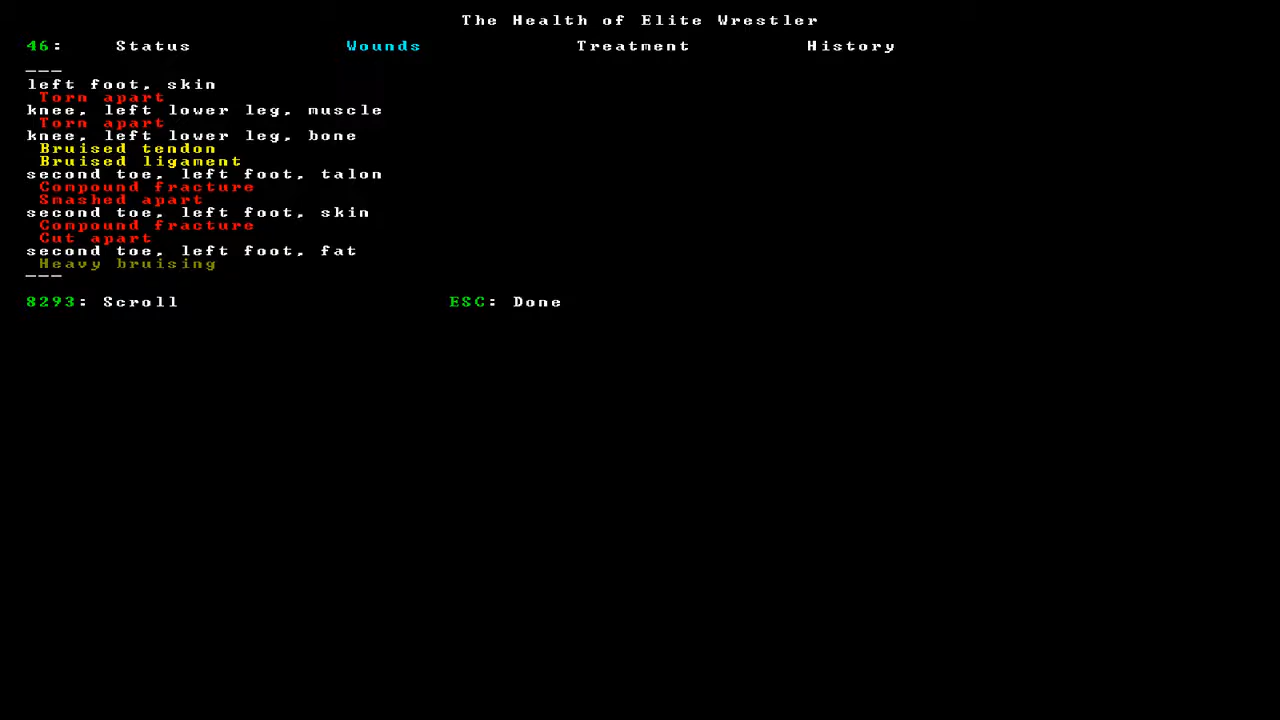 The Health of Elite Wrestler
46: Status Wounds Treatment History
---
left foot, skin
Torn apart
knee, left lower leg, muscle
Torn apart
knee, left lower leg, bone
Bruised tendon
Bruised ligament
second toe, left foot, talon
Compound fracture
Smashed apart
second toe, left foot, skin
Compound fracture
Cut apart
second toe, left foot, fat
Heavy bruising
---
8293: Scroll ESC: Done